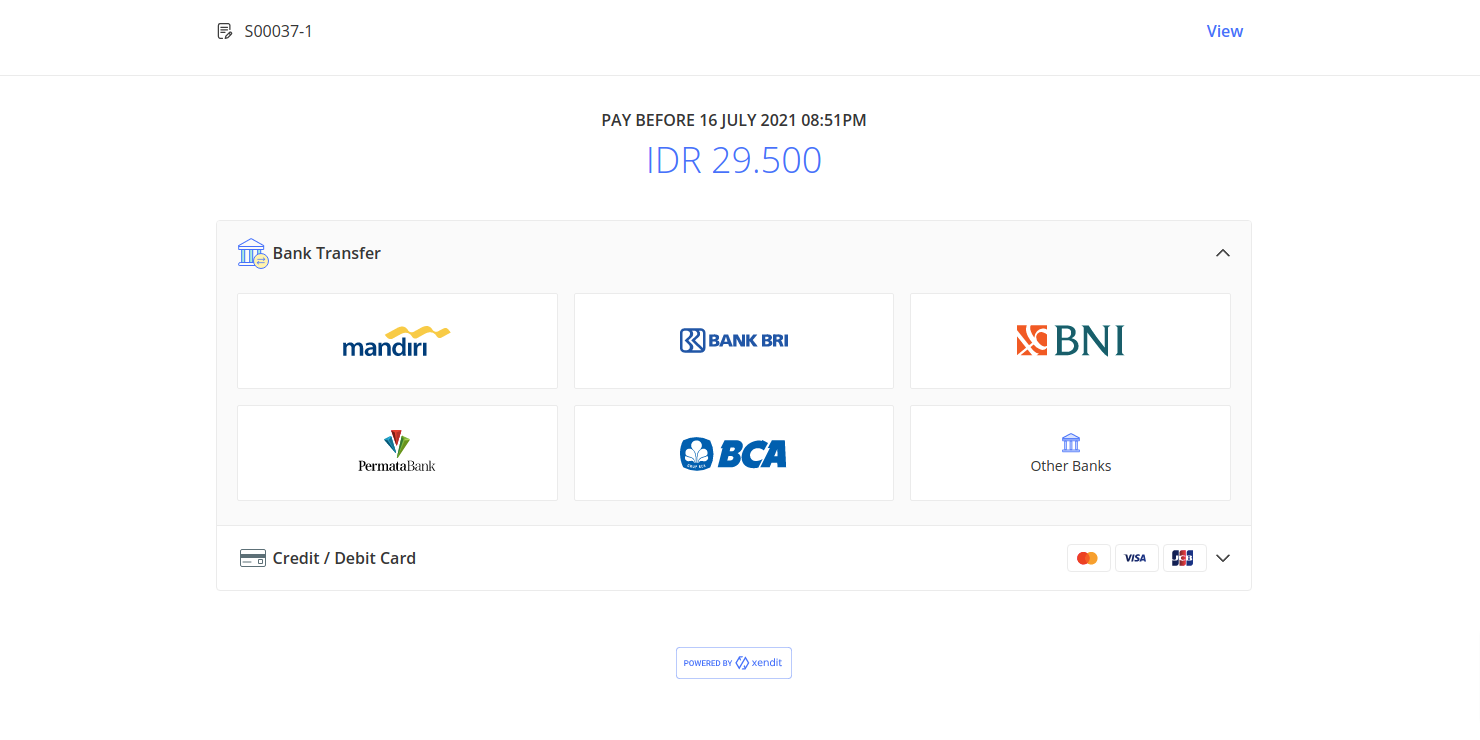 S00037-1
View
PAY BEFORE 16 JULY 2021 08:51PM
IDR 29.500
Bank Transfer
mandırı
BANK BRI
BNI
PermataBank
BCA
Other Banks
Credit / Debit Card
VISA
JCB
POWERED BY xendit